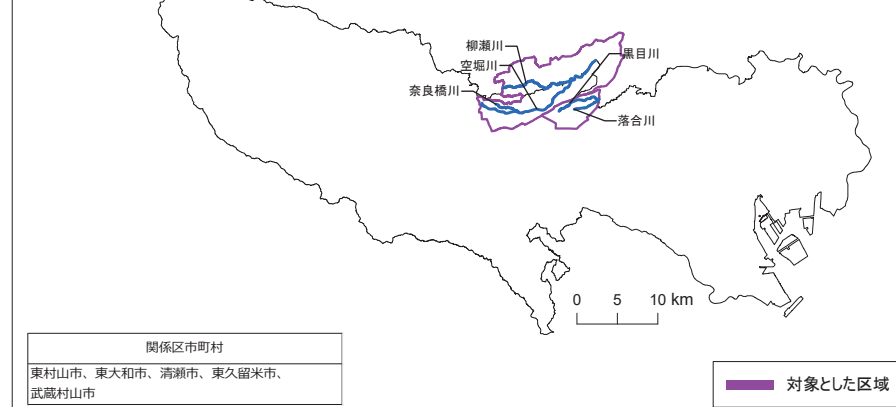 柳瀬川
黒目川
空堀川
奈良橋川
落合川
0 5 10 km
関係区市町村
東村山市、東大和市、清瀬市、東久留米市、
武蔵村山市
対象とした区域